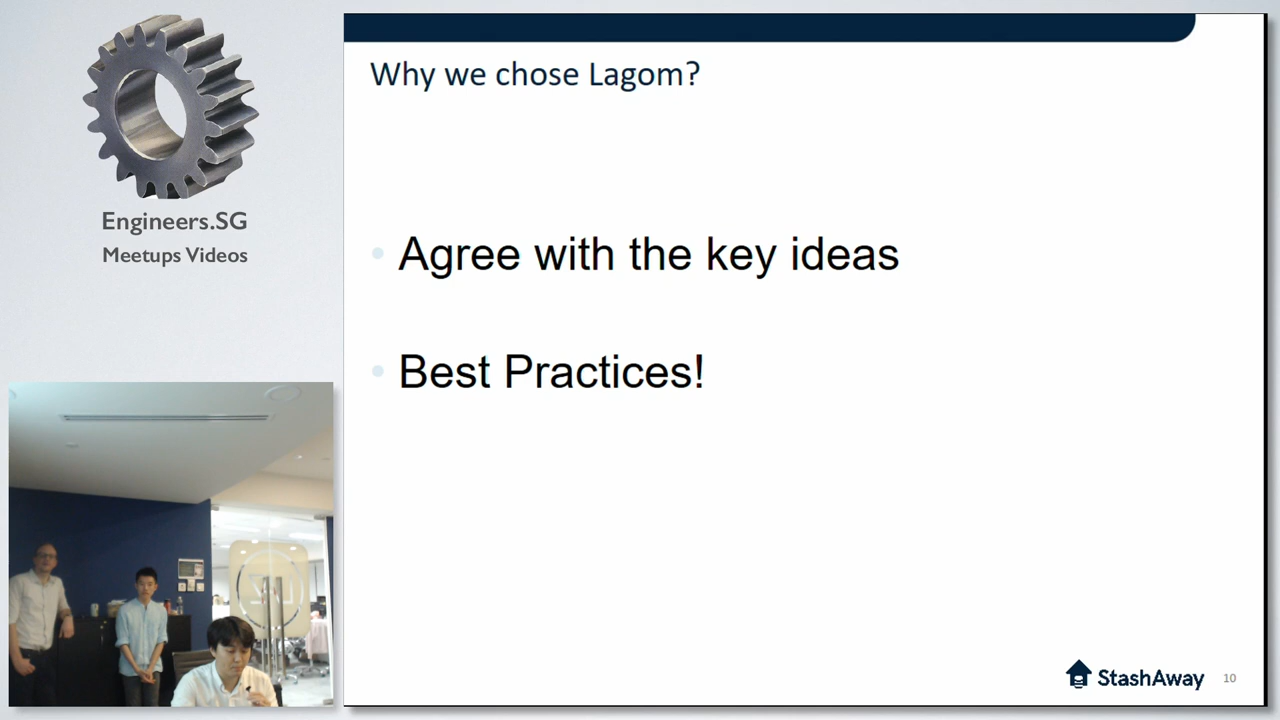 Engineers.SG
Meetups Videos
Why we chose Lagom?
Agree with the key ideas
Best Practices!
StashAway
10